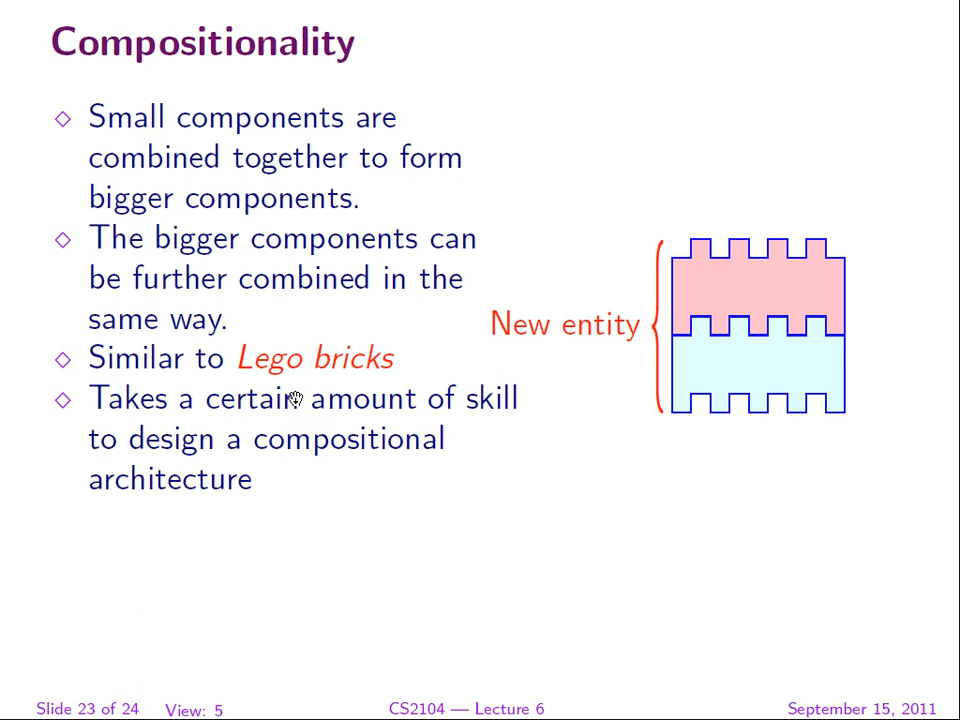 Compositionality
◇ Small components are
combined together to form
bigger components.
◇ The bigger components can
be further combined in the
same way.
◇ Similar to Lego bricks
◇ Takes a certain amount of skill
to design a compositional
architecture
New entity
Slide 23 of 24 View: 5 CS2104 — Lecture 6 September 15, 2011